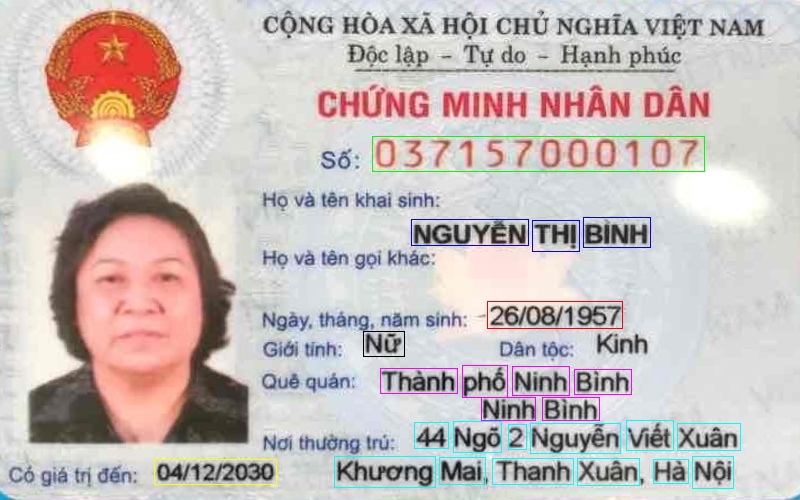 CỘNG HÒA XÃ HỘI CHỦ NGHĨA VIỆT NAM
Độc lập - Tự do - Hạnh phúc
CHỨNG MINH NHÂN DÂN
Số: 037157000107
Họ và tên khai sinh:
NGUYỄN THỊ BÌNH
Họ và tên gọi khác:
Ngày, tháng, năm sinh: 26/08/1957
Giới tính: Nữ Dân tộc: Kinh
Quê quán: Thành phố Ninh Bình
Ninh Bình
Nơi thường trú: 44 Ngõ 2 Nguyễn Viết Xuân
Khương Mai, Thanh Xuân, Hà Nội
Có giá trị đến: 04/12/2030